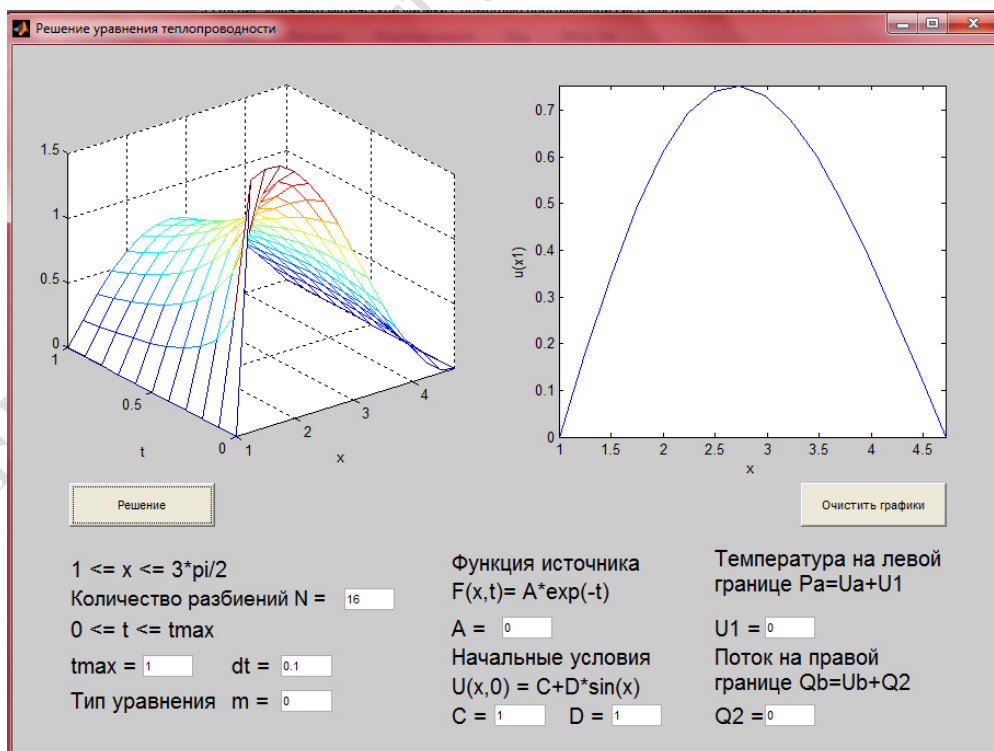 Решение уравнения теплопроводности
1.5
1
0.5
0
1
0.5
0
t
1
2
3
4
x
0.7
0.6
0.5
0.4
0.3
0.2
0.1
0
u(x1)
1 1.5 2 2.5 3 3.5 4 4.5
x
Решение
Очистить графики
1 <= x <= 3*pi/2
Количество разбиений N = 16
0 <= t <= tmax
tmax = 1 dt = 0.1
Тип уравнения m = 0
Функция источника
F(x,t)= A*exp(-t)
A = 0
Начальные условия
U(x,0) = C+D*sin(x)
C = 1 D = 1
Температура на левой
границе Pa=Ua+U1
U1 = 0
Поток на правой
границе Qb=Ub+Q2
Q2 = 0